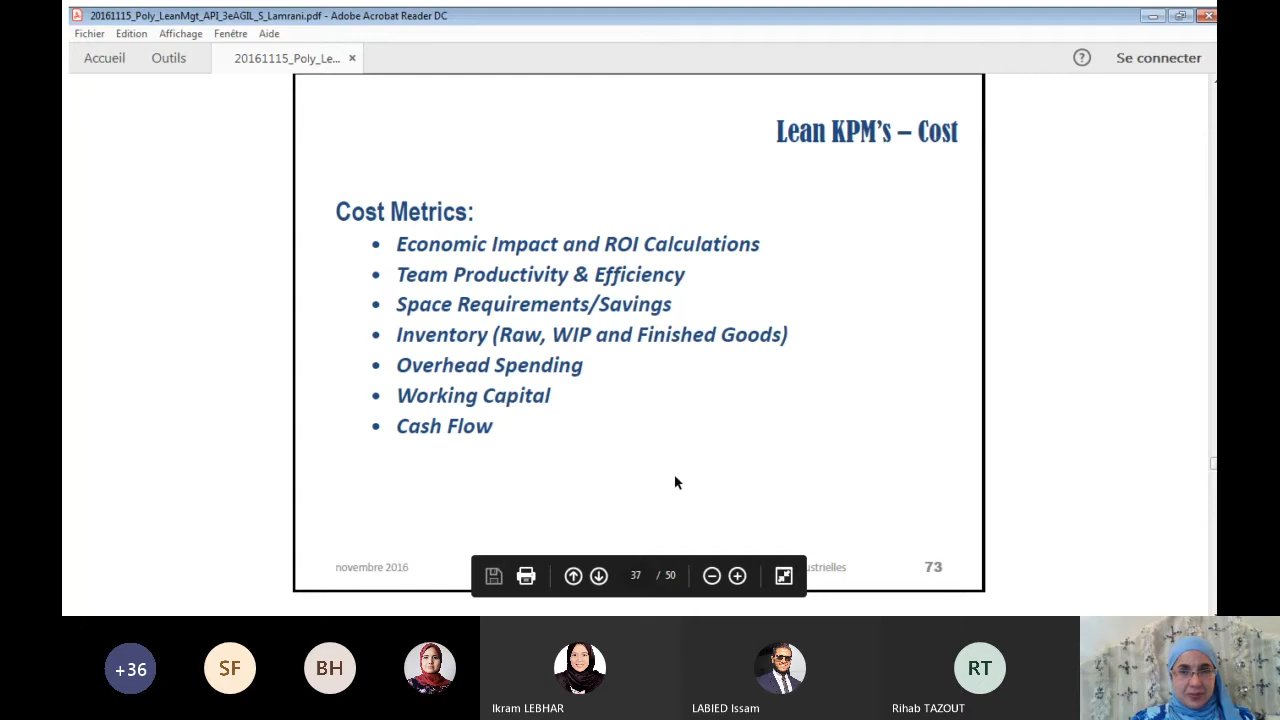 20161115_Poly_LeanMgt_API_3eAGIL_S_Lamrani.pdf - Adobe Acrobat Reader DC
Fichier Edition Affichage Fenêtre Aide
Accueil Outils 20161115_Poly_Le... × ? Se connecter
Lean KPM's – Cost
Cost Metrics:
• Economic Impact and ROI Calculations
• Team Productivity & Efficiency
• Space Requirements/Savings
• Inventory (Raw, WIP and Finished Goods)
• Overhead Spending
• Working Capital
• Cash Flow
novembre 2016 37 / 50 ustrielles 73
+36 SF BH RT
Ikram LEBHAR LABIED Issam Rihab TAZOUT